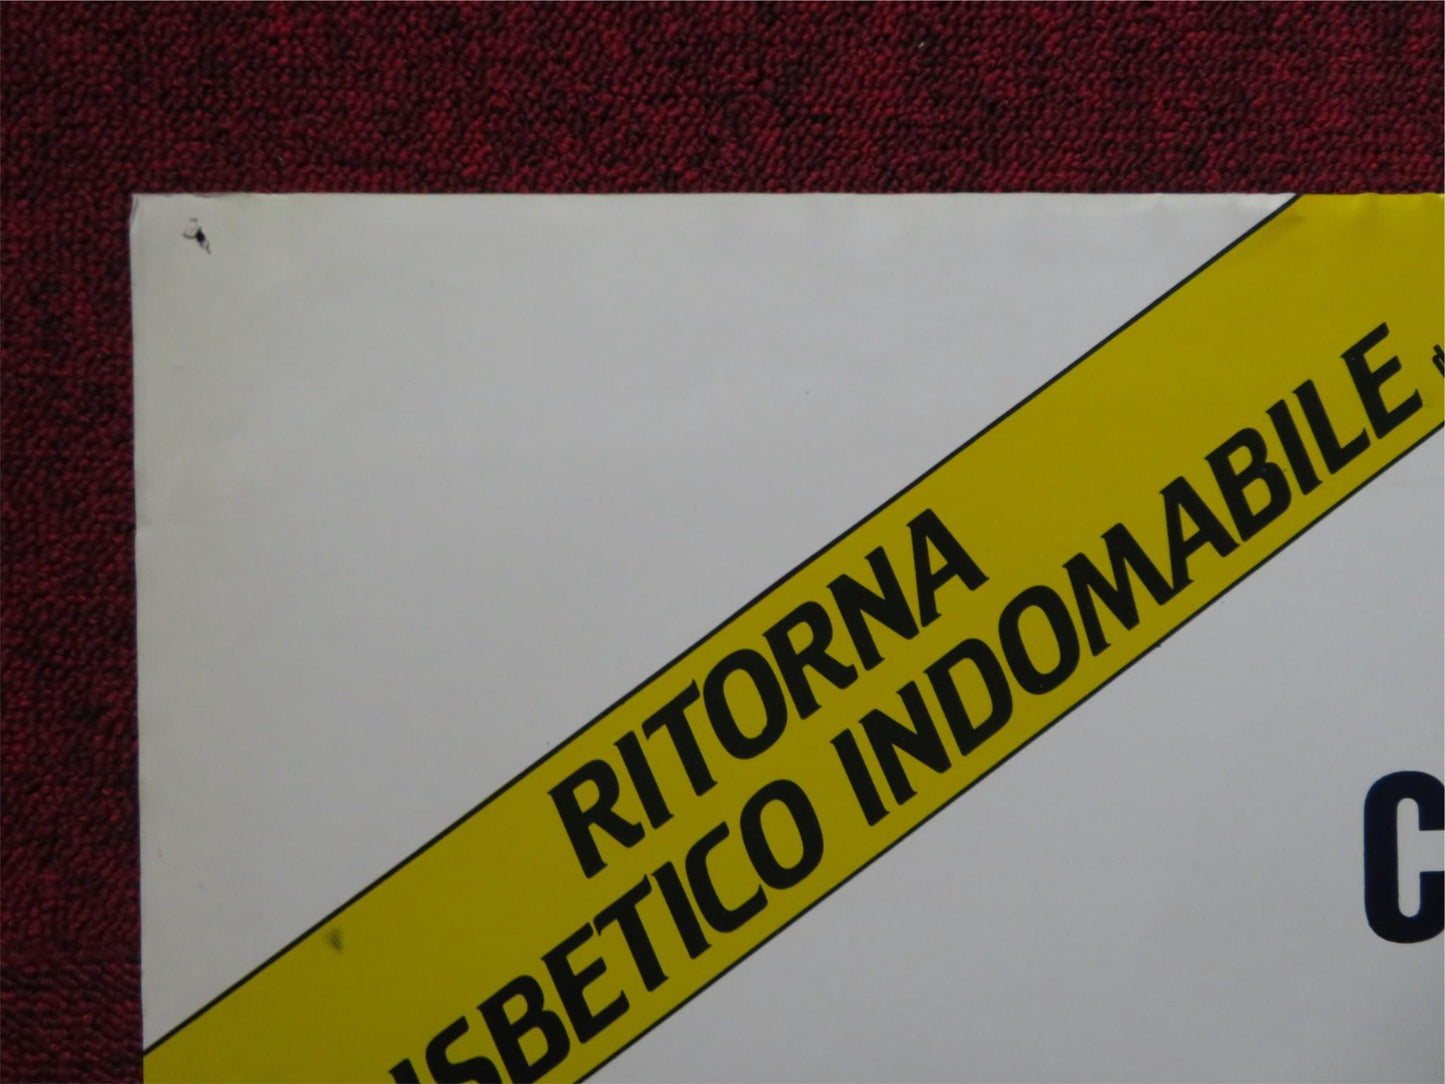 RITORNA
ISBETICO INDOMABILE d
C